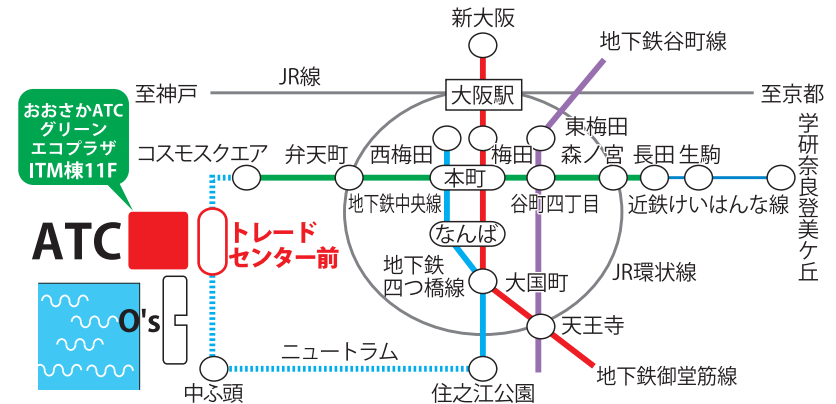 新大阪
地下鉄谷町線
JR線
至神戸
大阪駅
至京都
おおさかATC
グリーン
エコプラザ
ITM棟11F
コスモスクエア
弁天町
西梅田
梅田
東梅田
森ノ宮
長田
生駒
学研奈良登美ケ丘
本町
地下鉄中央線
谷町四丁目
近鉄けいはんな線
ATC
トレード
センター前
なんば
地下鉄
四つ橋線
大国町
JR環状線
O's
天王寺
ニュートラム
中ふ頭
住之江公園
地下鉄御堂筋線